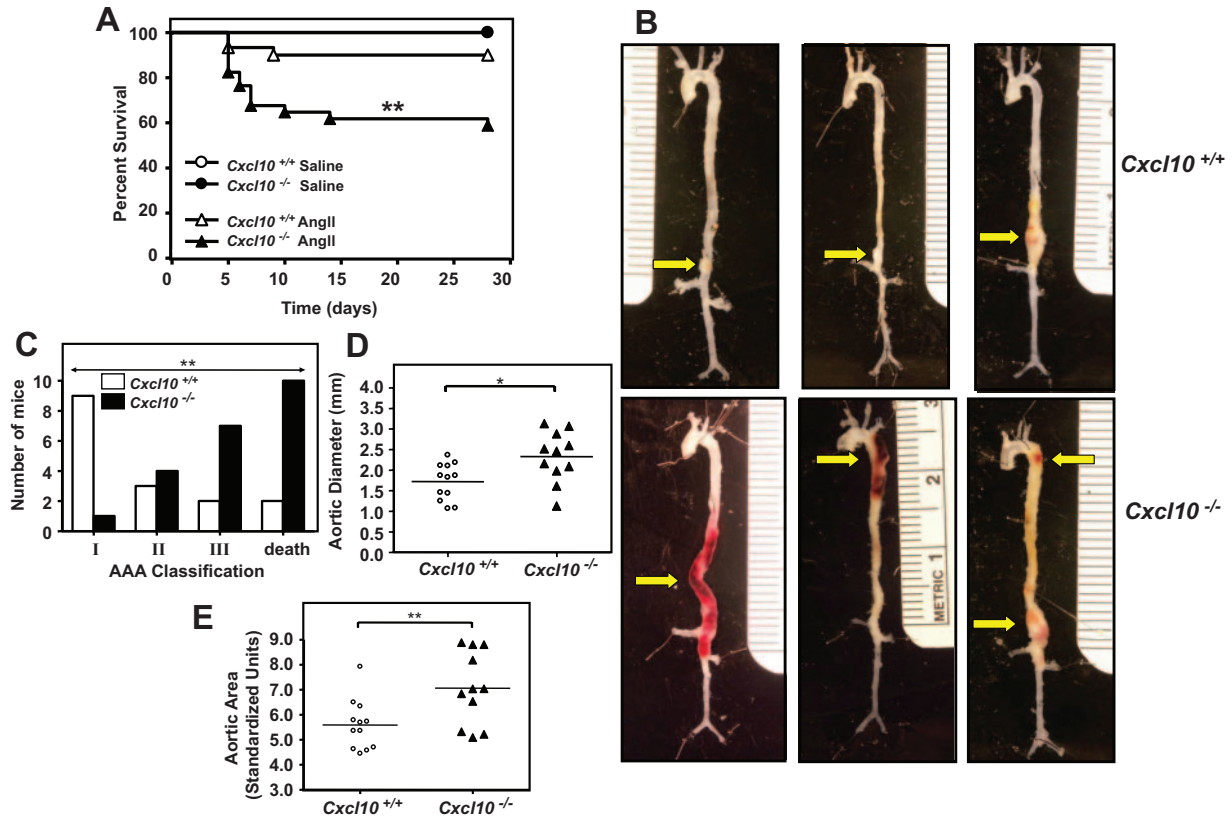 A
Percent Survival
100
80
60
40
20
0
**
Cxcl10 +/+ Saline
Cxcl10 -/- Saline
Cxcl10 +/+ AngII
Cxcl10 -/- AngII
0 5 10 15 20 25 30
Time (days)
B
Cxcl10 +/+
METRIC
3
2
METRIC 1
Cxcl10 -/-
C
**
Cxcl10 +/+
Cxcl10 -/-
Number of mice
10
8
6
4
2
0
I II III death
AAA Classification
D
*
Aortic Diameter (mm)
4.0
3.5
3.0
2.5
2.0
1.5
1.0
0.5
0.0
Cxcl10 +/+ Cxcl10 -/-
E
**
Aortic Area
(Standardized Units)
9.0
8.0
7.0
6.0
5.0
4.0
3.0
Cxcl10 +/+ Cxcl10 -/-